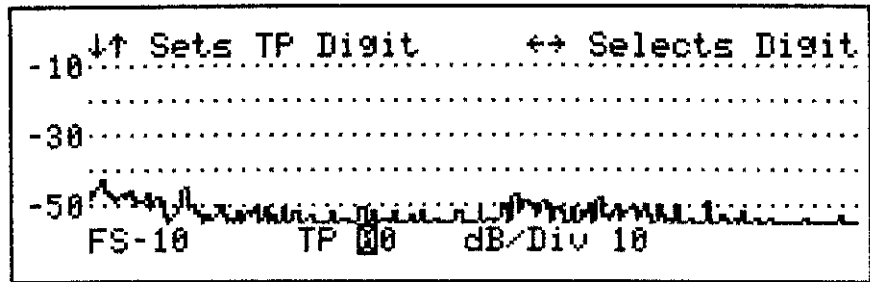 ↓↑ Sets TP Digit ←→ Selects Digit
-10
-30
-50
FS-10 TP 00 dB/Div 10